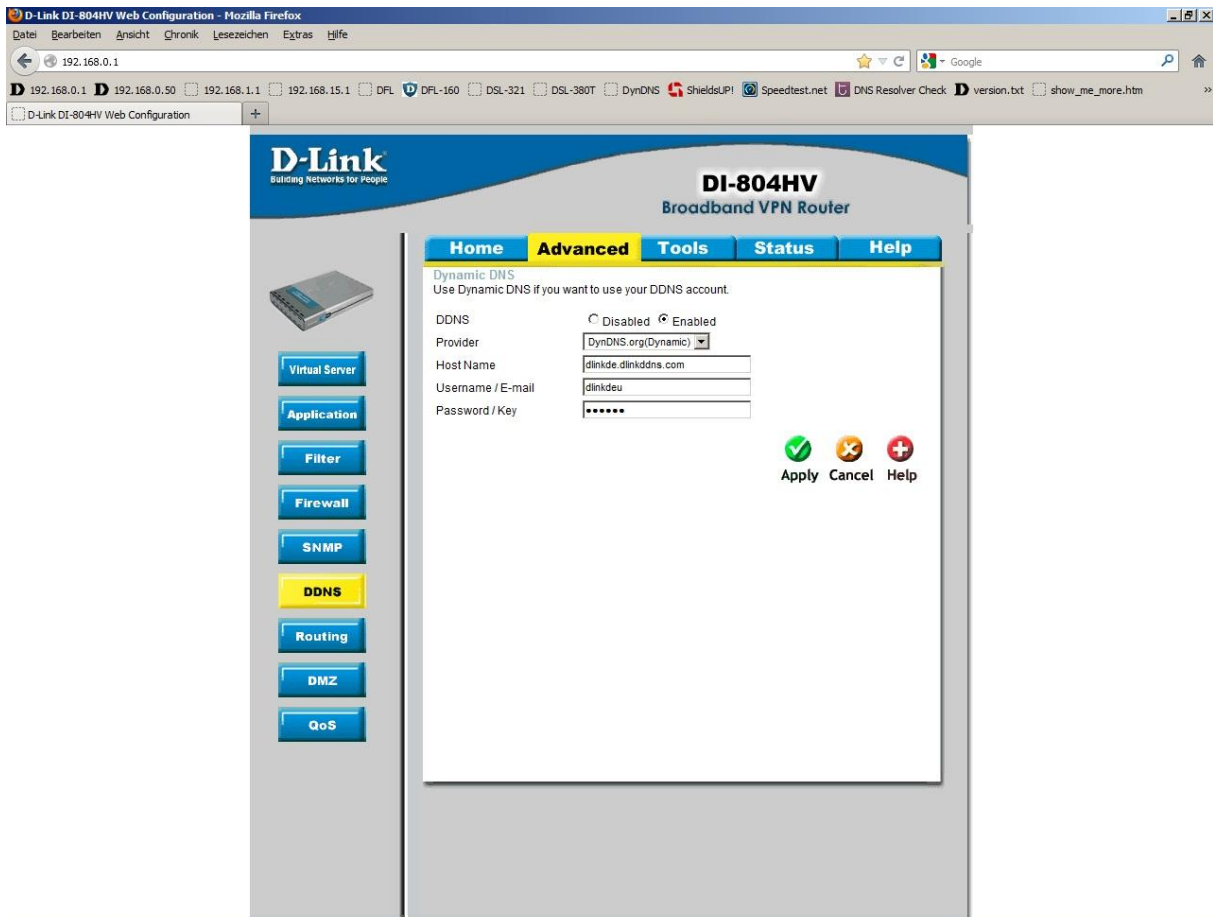 D-Link DI-804HV Web Configuration - Mozilla Firefox
Datei Bearbeiten Ansicht Chronik Lesezeichen Extras Hilfe
192.168.0.1 Google
192.168.0.1 192.168.0.50 192.168.1.1 192.168.15.1 DFL DFL-160 DSL-321 DSL-380T DynDNS ShieldsUP! Speedtest.net DNS Resolver Check version.txt show_me_more.htm »
D-Link DI-804HV Web Configuration +
D-Link
Building Networks for People
DI-804HV
Broadband VPN Router
Home Advanced Tools Status Help
Dynamic DNS
Use Dynamic DNS if you want to use your DDNS account.
DDNS Disabled Enabled
Provider DynDNS.org(Dynamic)
Host Name dlinkde.dlinkddns.com
Username / E-mail dlinkdeu
Password / Key ••••••
Apply Cancel Help
Virtual Server
Application
Filter
Firewall
SNMP
DDNS
Routing
DMZ
QoS